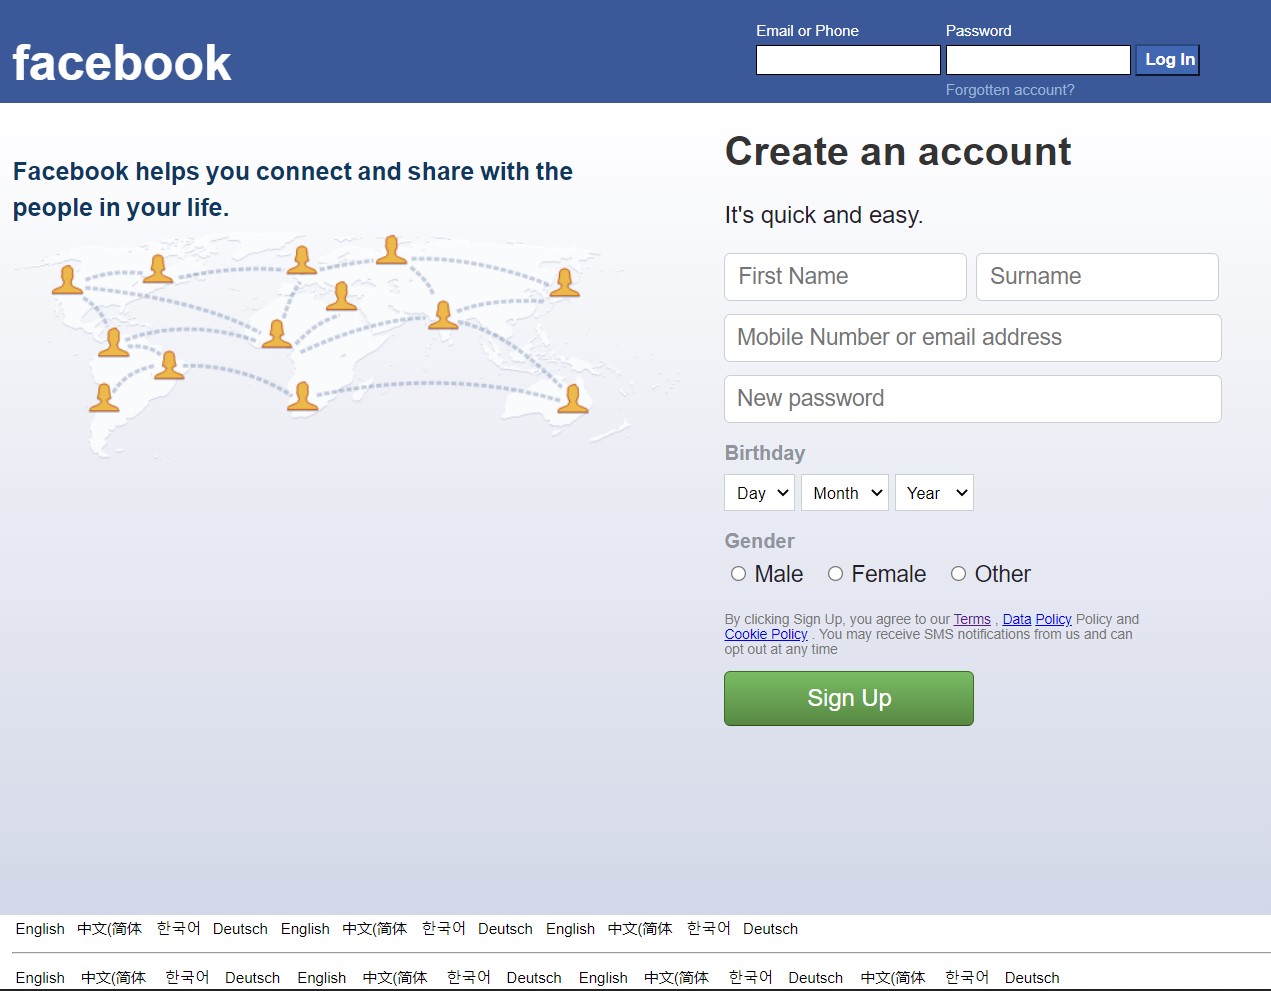 Email or Phone Password
facebook
Log In
Forgotten account?
Facebook helps you connect and share with the
people in your life.
Create an account
It's quick and easy.
First Name Surname
Mobile Number or email address
New password
Birthday
Day Month Year
Gender
Male Female Other
By clicking Sign Up, you agree to our Terms , Data Policy Policy and
Cookie Policy . You may receive SMS notifications from us and can
opt out at any time
Sign Up
English 中文(简体 한국어 Deutsch English 中文(简体 한국어 Deutsch English 中文(简体 한국어 Deutsch
English 中文(简体 한국어 Deutsch English 中文(简体 한국어 Deutsch English 中文(简体 한국어 Deutsch 中文(简体 한국어 Deutsch